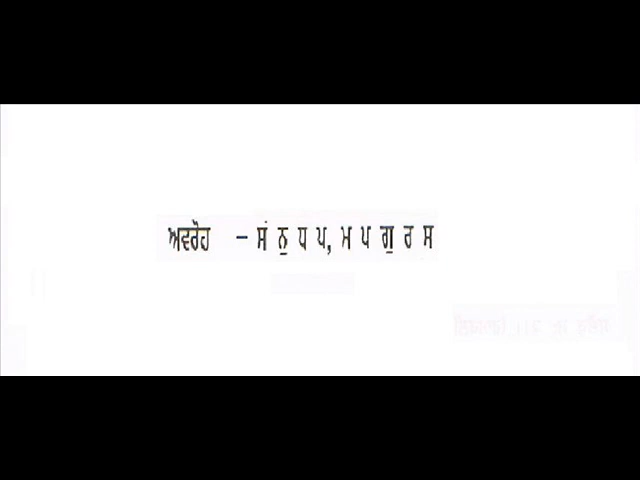 ਅਵਰੋਹ – ਸਂ ਨੁ ਧ ਪ, ਮ ਪ ਗੁ ਰ ਸ